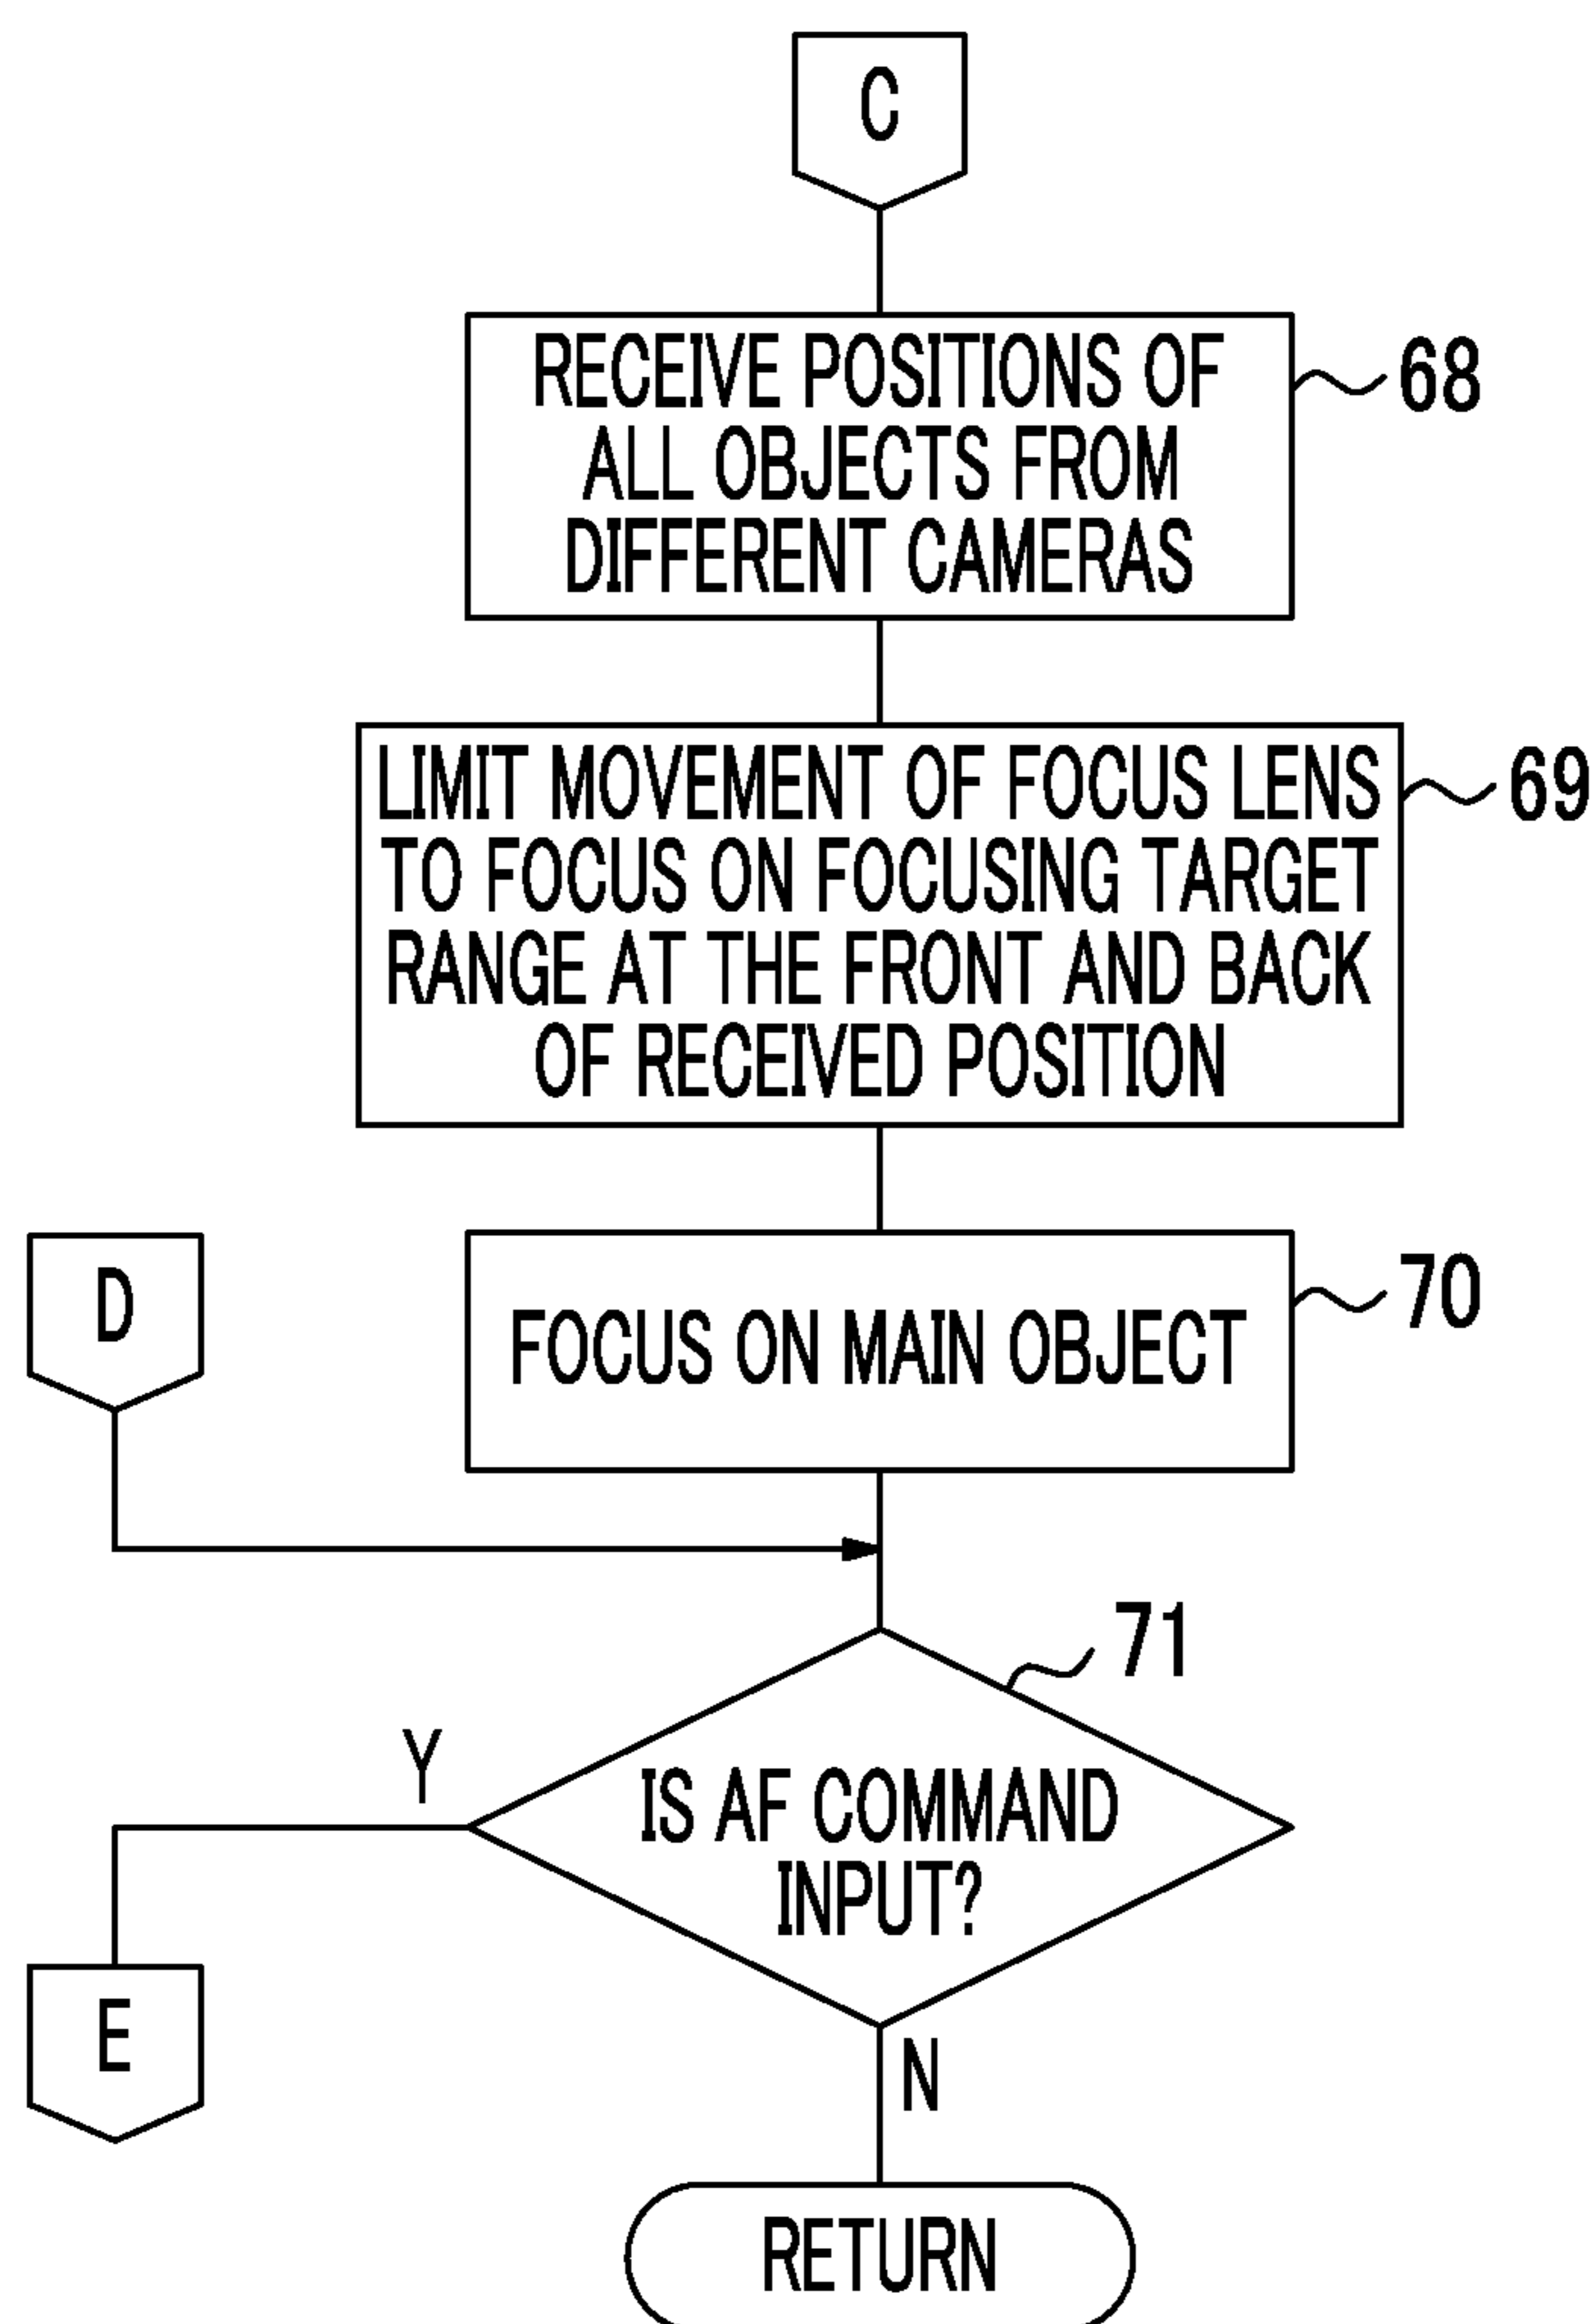 C
RECEIVE POSITIONS OF
ALL OBJECTS FROM
DIFFERENT CAMERAS
68
LIMIT MOVEMENT OF FOCUS LENS
TO FOCUS ON FOCUSING TARGET
RANGE AT THE FRONT AND BACK
OF RECEIVED POSITION
69
D
FOCUS ON MAIN OBJECT
70
71
IS AF COMMAND
INPUT?
Y
E
N
RETURN